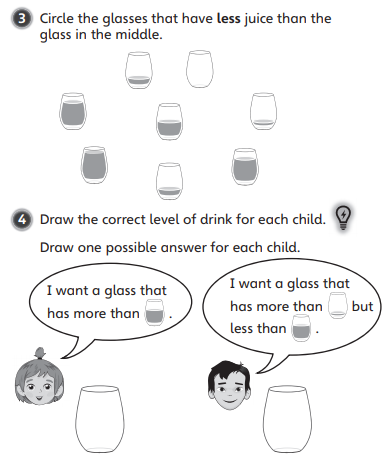 3 Circle the glasses that have less juice than the
glass in the middle.
4 Draw the correct level of drink for each child.
Draw one possible answer for each child.
I want a glass that
has more than .
I want a glass that
has more than but
less than .